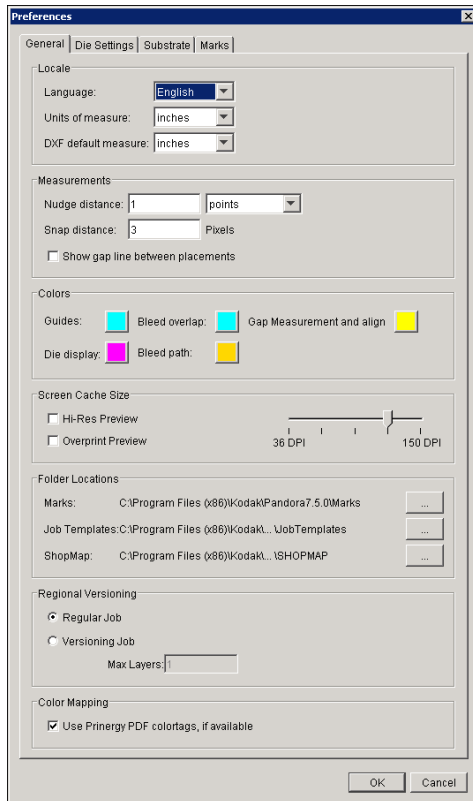 Preferences
General Die Settings Substrate Marks
Locale
Language: English
Units of measure: inches
DXF default measure: inches
Measurements
Nudge distance: 1 points
Snap distance: 3 Pixels
Show gap line between placements
Colors
Guides: Bleed overlap: Gap Measurement and align
Die display: Bleed path:
Screen Cache Size
Hi-Res Preview
Overprint Preview 36 DPI 150 DPI
Folder Locations
Marks: C:\Program Files (x86)\Kodak\Pandora7.5.0\Marks ...
Job Templates: C:\Program Files (x86)\Kodak\... \JobTemplates ...
ShopMap: C:\Program Files (x86)\Kodak\... \SHOPMAP ...
Regional Versioning
Regular Job
Versioning Job
Max Layers: 1
Color Mapping
Use Prinergy PDF colortags, if available
OK Cancel